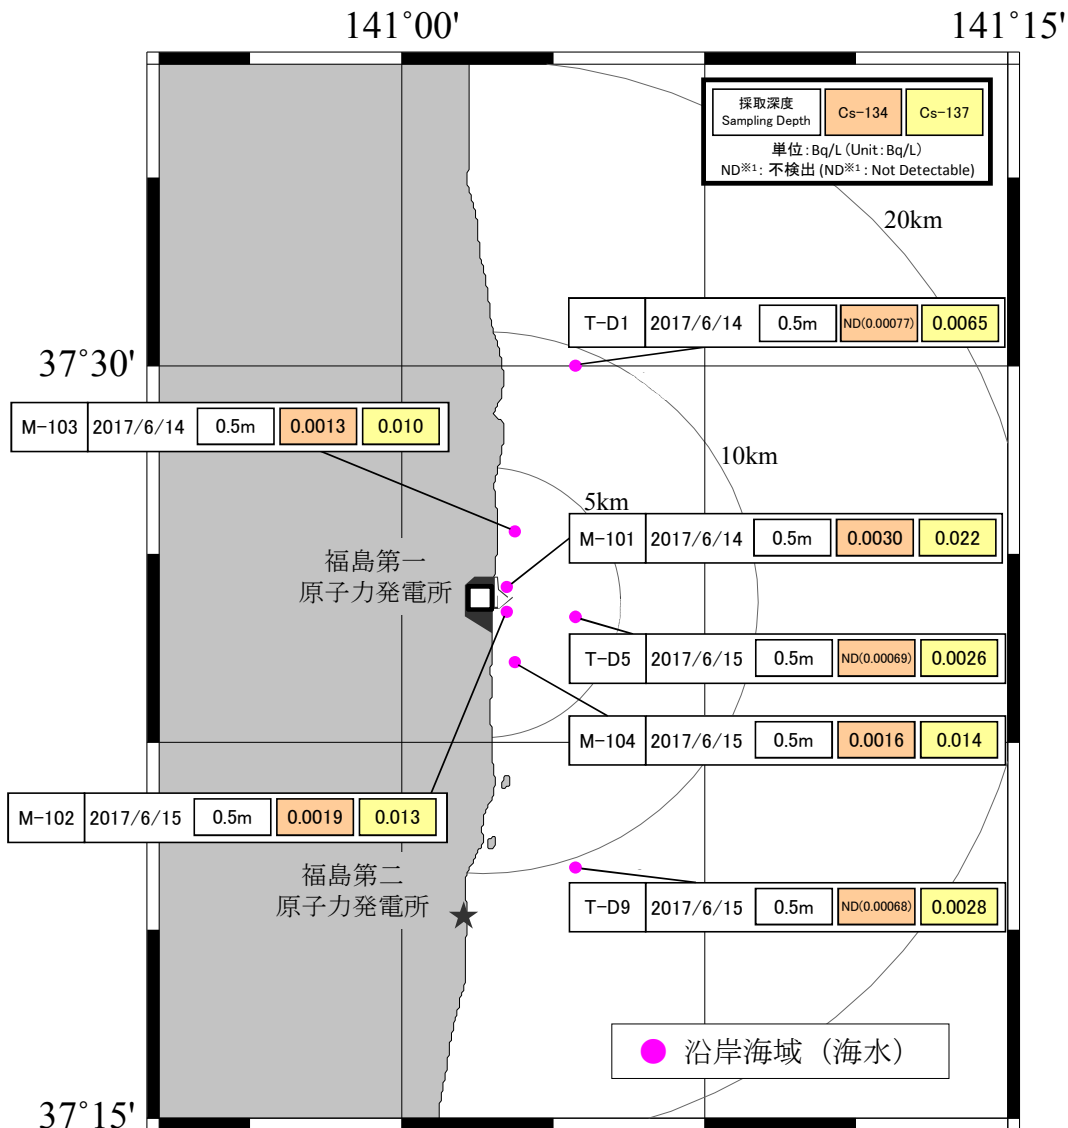 141°00'
141°15'
採取深度
Sampling Depth
Cs-134
Cs-137
単位：Bq/L（Unit：Bq/L）
ND※1：不検出（ND※1：Not Detectable）
20km
T-D1 2017/6/14 0.5m ND(0.00077) 0.0065
37°30'
M-103 2017/6/14 0.5m 0.0013 0.010
10km
5km
M-101 2017/6/14 0.5m 0.0030 0.022
福島第一
原子力発電所
T-D5 2017/6/15 0.5m ND(0.00069) 0.0026
M-104 2017/6/15 0.5m 0.0016 0.014
M-102 2017/6/15 0.5m 0.0019 0.013
福島第二
原子力発電所
T-D9 2017/6/15 0.5m ND(0.00068) 0.0028
沿岸海域（海水）
37°15'